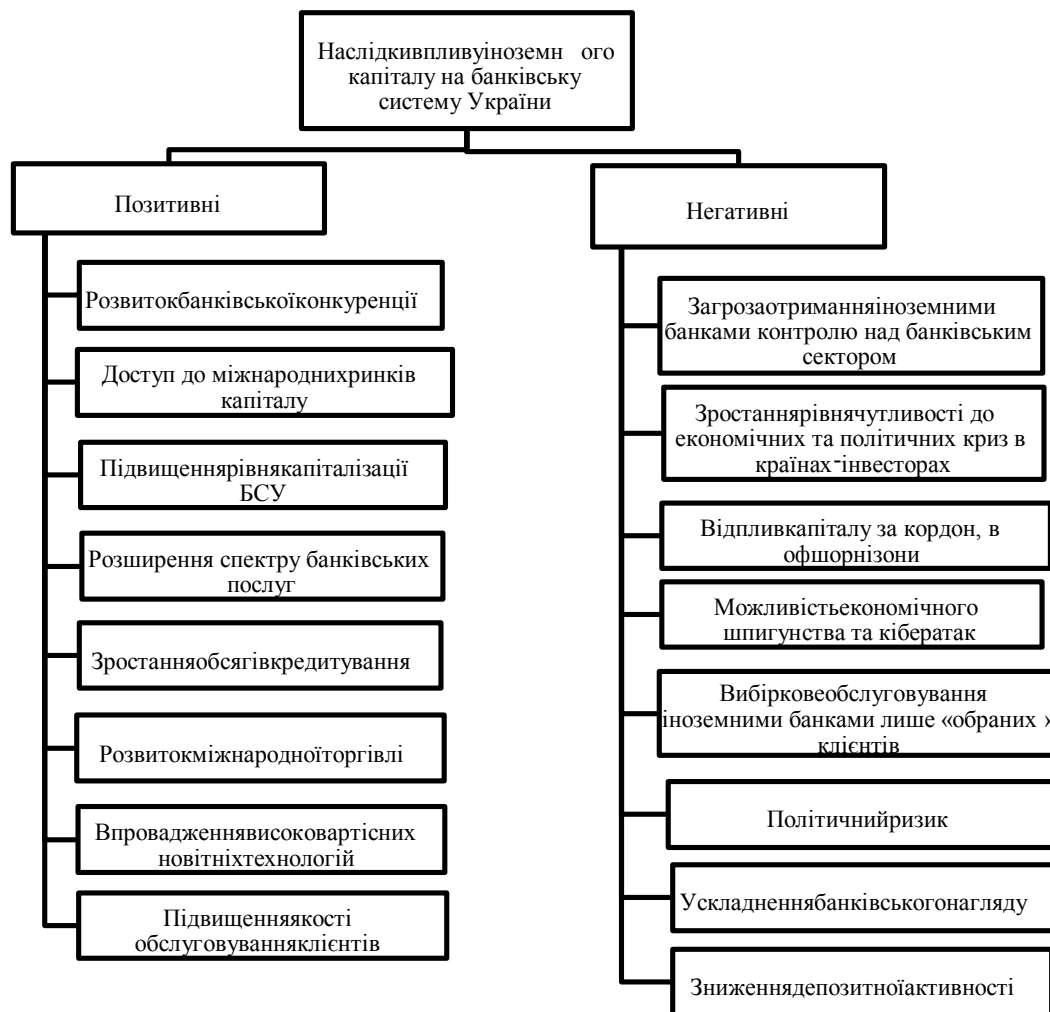 Наслідкивпливуіноземн ого
капіталу на банківську
систему України
Позитивні
Розвитокбанківськоїконкуренції
Доступ до міжнароднихринків
капіталу
Підвищеннярівнякапіталізації
БСУ
Розширення спектру банківських
послуг
Зростанняобсягівкредитування
Розвитокміжнародноїторгівлі
Впровадженнявисоковартісних
новітніхтехнологій
Підвищенняякості
обслуговуванняклієнтів
Негативні
Загрозаотриманняіноземними
банками контролю над банківським
сектором
Зростаннярівнячутливості до
економічних та політичних криз в
країнах-інвесторах
Відпливкапіталу за кордон, в
офшорнізони
Можливістьекономічного
шпигунства та кібератак
Вибірковеобслуговування
іноземними банками лише «обраних »
клієнтів
Політичнийризик
Ускладненнябанківськогонагляду
Зниженнядепозитноїактивності